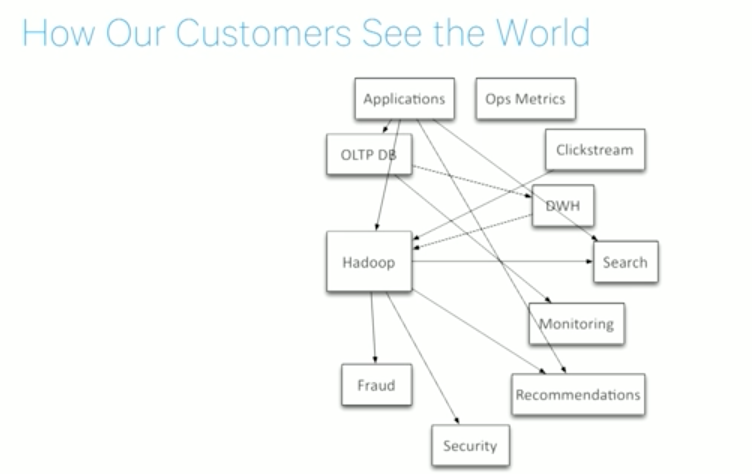 How Our Customers See the World
Applications
Ops Metrics
OLTP DB
Clickstream
DWH
Hadoop
Search
Monitoring
Fraud
Recommendations
Security